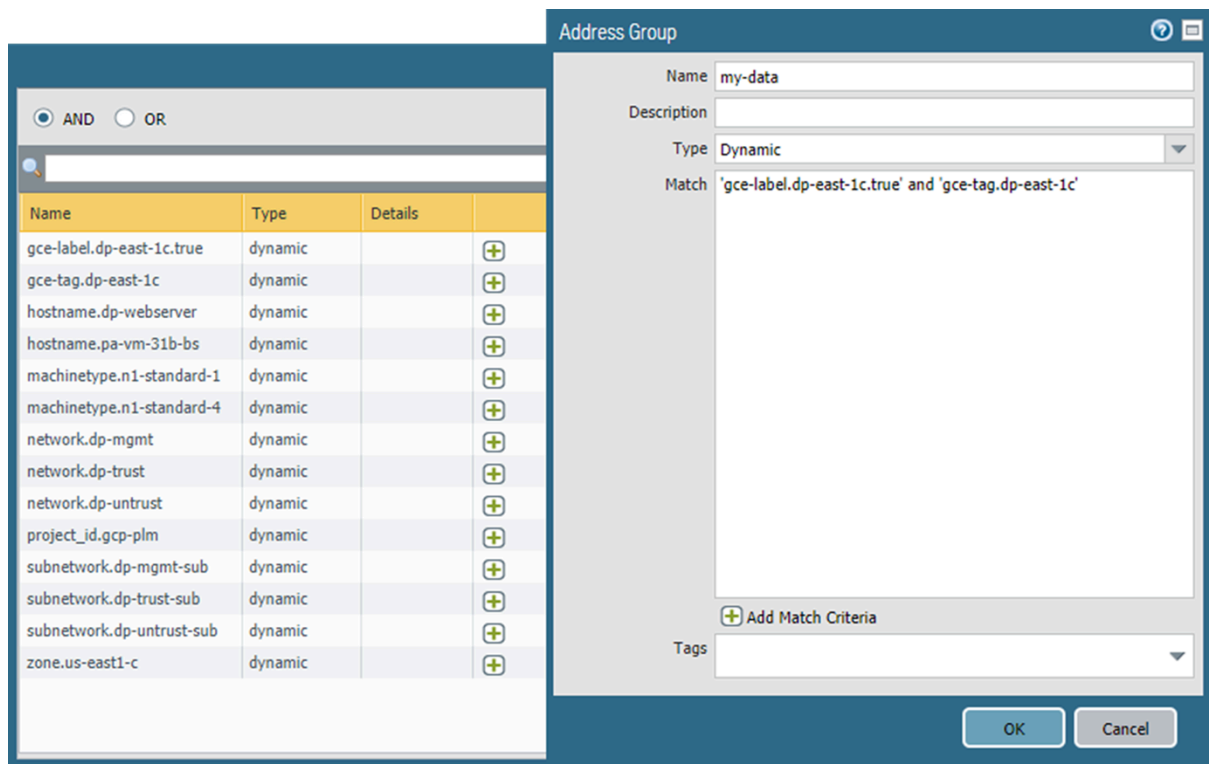 AND OR
Name Type Details
gce-label.dp-east-1c.true dynamic
gce-tag.dp-east-1c dynamic
hostname.dp-webserver dynamic
hostname.pa-vm-31b-bs dynamic
machinetype.n1-standard-1 dynamic
machinetype.n1-standard-4 dynamic
network.dp-mgmt dynamic
network.dp-trust dynamic
network.dp-untrust dynamic
project_id.gcp-plm dynamic
subnetwork.dp-mgmt-sub dynamic
subnetwork.dp-trust-sub dynamic
subnetwork.dp-untrust-sub dynamic
zone.us-east1-c dynamic
Address Group
Name my-data
Description
Type Dynamic
Match 'gce-label.dp-east-1c.true' and 'gce-tag.dp-east-1c'
Add Match Criteria
Tags
OK Cancel